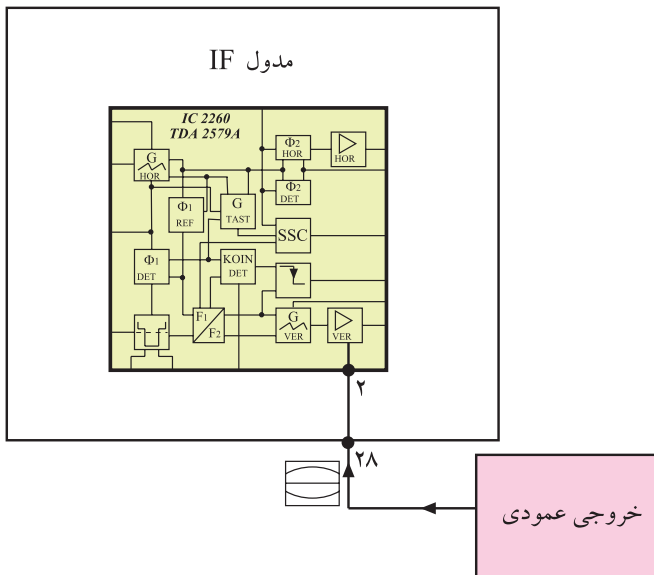 مدول IF
IC 2260
TDA 2579A
G
HOR
Φ2
HOR
HOR
Φ1
REF
G
TAST
Φ2
DET
SSC
Φ1
DET
KOIN
DET
F1
F2
G
VER
VER
۲
۲۸
خروجی عمودی